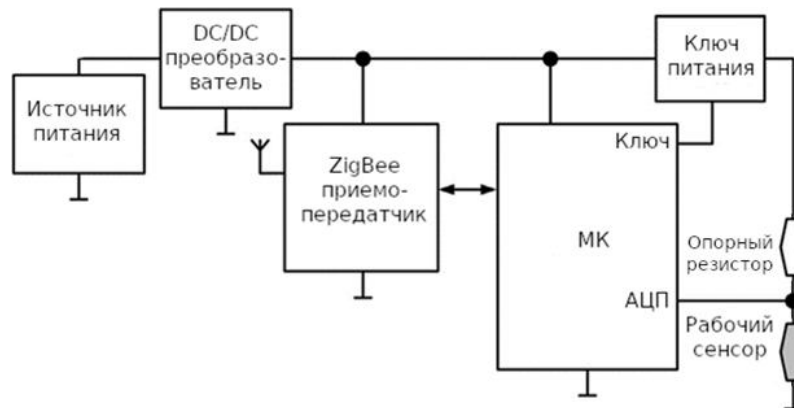 DC/DC
преобразо-
ватель
Ключ
питания
Источник
питания
ZigBee
приемо-
передатчик
Ключ
МК
Опорный
резистор
АЦП
Рабочий
сенсор